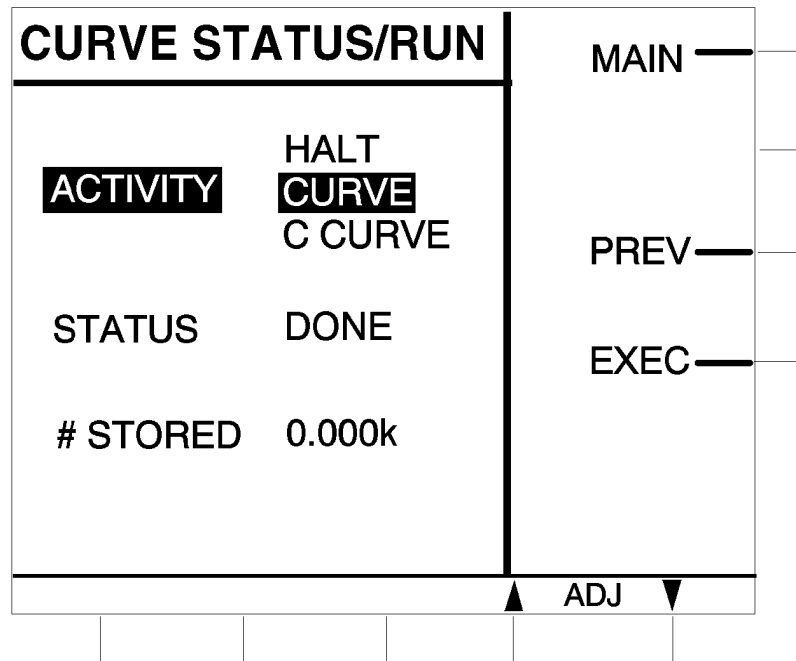 CURVE STATUS/RUN
MAIN
HALT
ACTIVITY CURVE
C CURVE
PREV
STATUS DONE
EXEC
# STORED 0.000k
ADJ